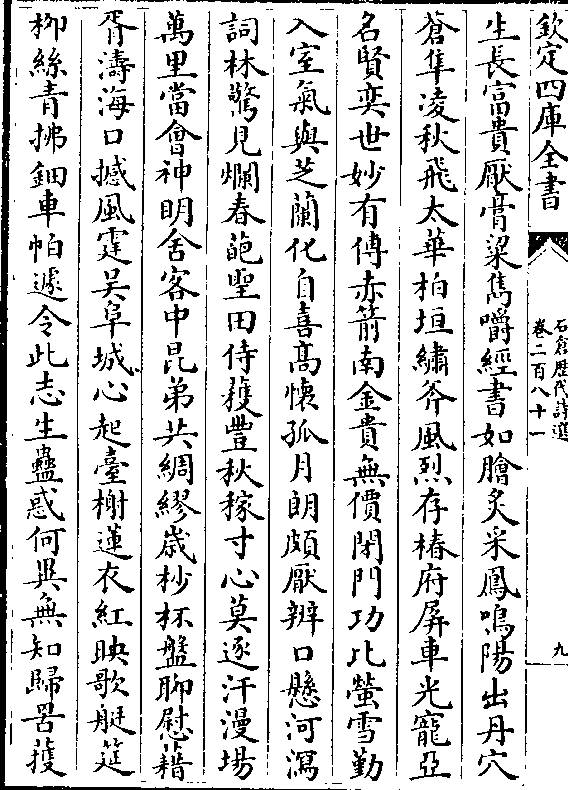 欽定四庫全書
石倉歷代詩選
卷二百八十一
九
生長富貴厭膏粱雋嚼經書如膾炙采鳳鳴陽出丹穴
蒼隼凌秋飛太華柏垣繡斧風烈存椿府屏車光寵亞
名賢奕世妙有傳赤箭南金貴無價閉門功比螢雪勤
入室氣與芝蘭化自喜高懷孤月朗頗厭辯口懸河瀉
詞林驚見爛春葩聖田侍穫豐秋稼寸心莫逐汗漫場
萬里當會神明舍客中昆弟共綢繆歲杪杯盤聊慰藉
胥濤海口撼風霆吳阜城心起臺榭蓮衣紅映歌艇筵
柳絲青拂鈿車帕遽令此志生蠱惑何異無知歸罟擭